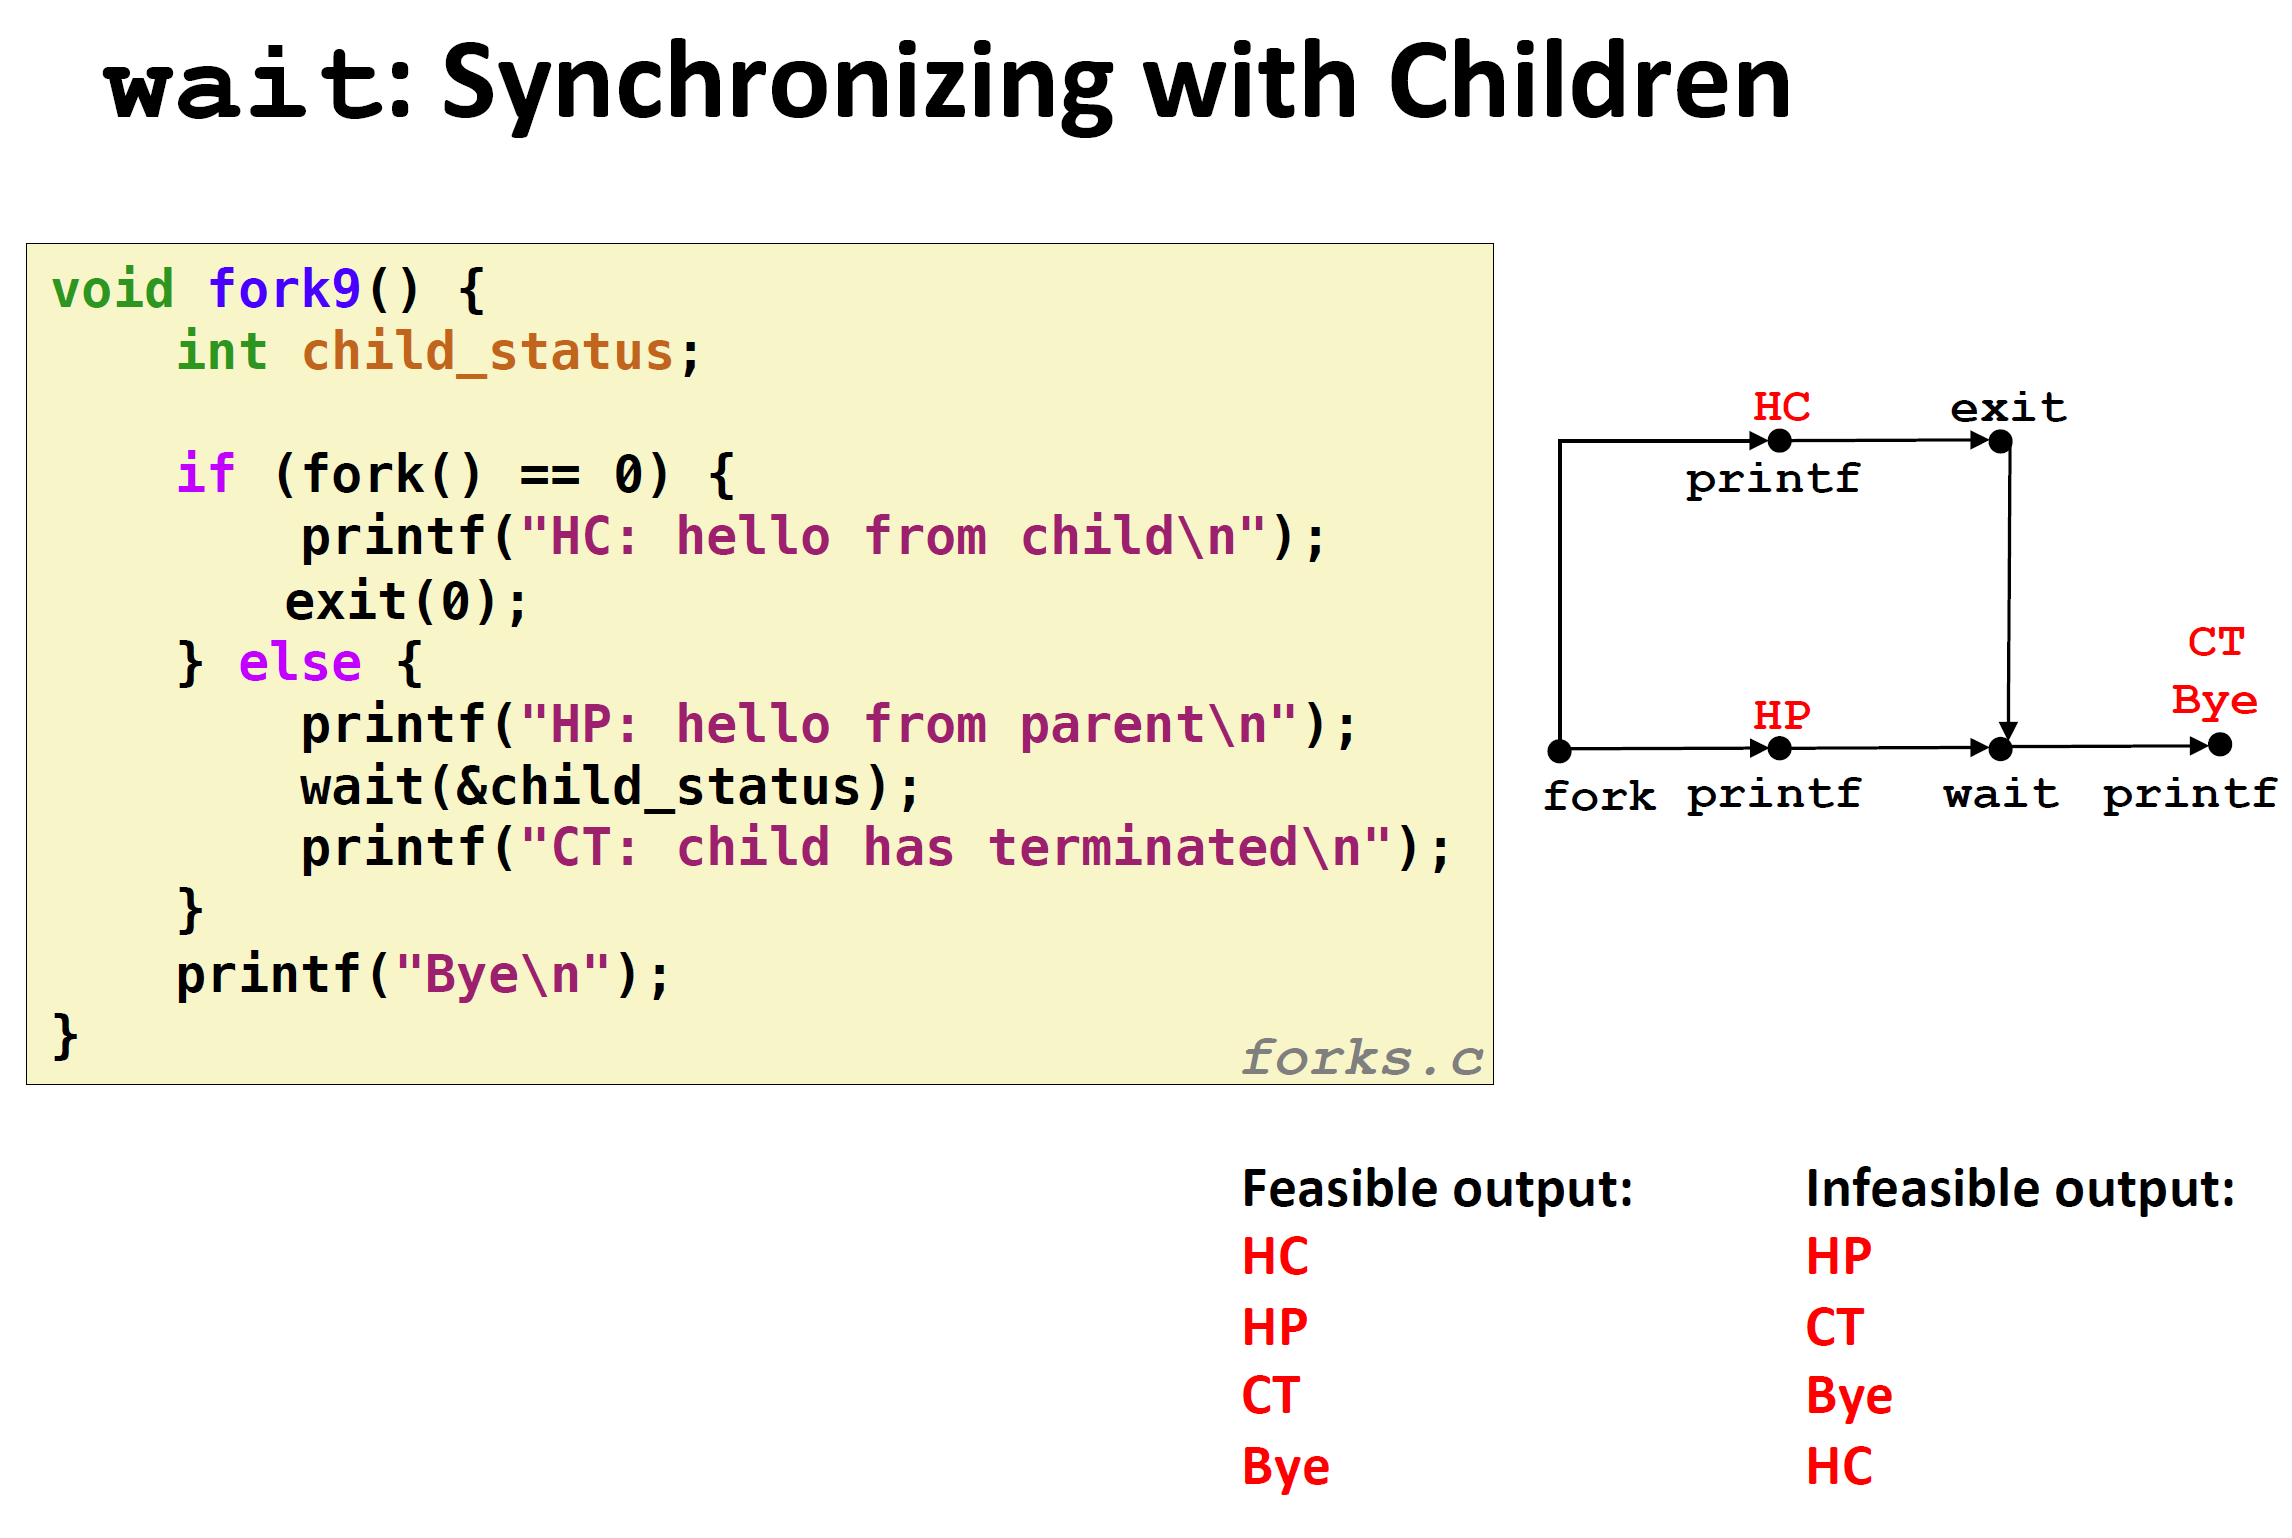 wait: Synchronizing with Children
void fork9() {
    int child_status;

    if (fork() == 0) {
        printf("HC: hello from child\n");
       exit(0);
    } else {
        printf("HP: hello from parent\n");
        wait(&child_status);
        printf("CT: child has terminated\n");
    }
    printf("Bye\n");
}
forks.c
HC
exit
printf
CT
Bye
HP
fork
printf
wait
printf
Feasible output:
HC
HP
CT
Bye
Infeasible output:
HP
CT
Bye
HC